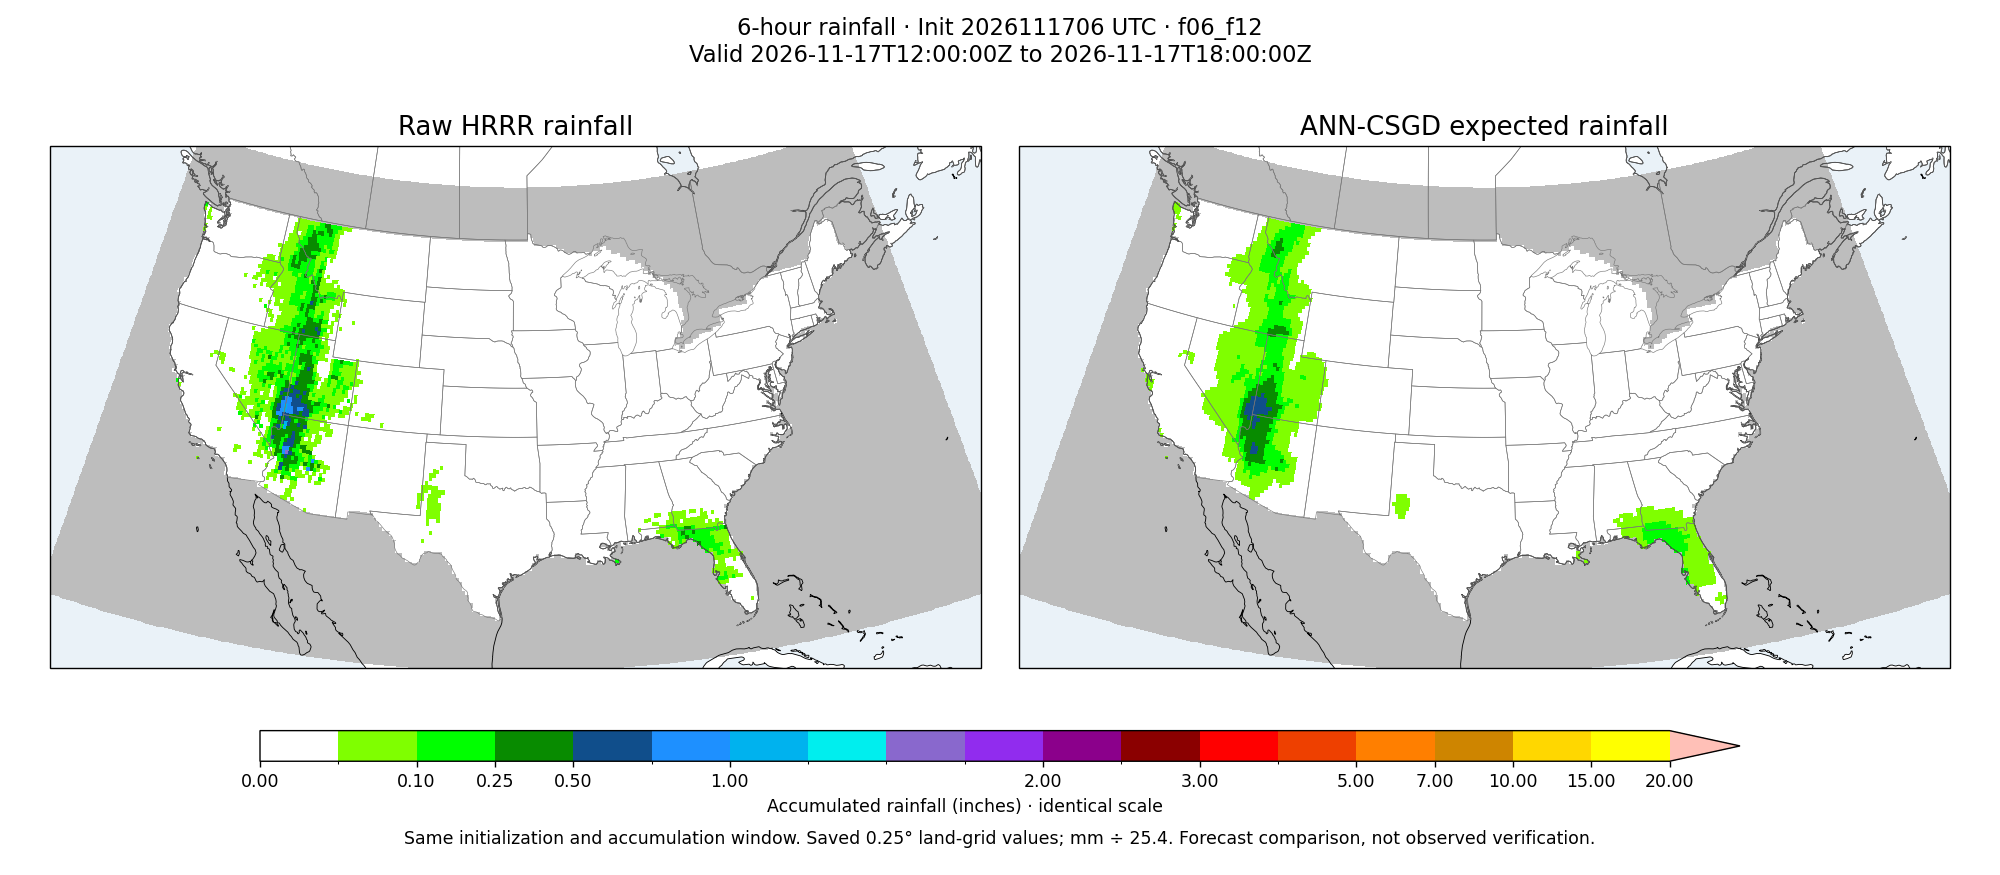 6-hour rainfall · Init 2026111706 UTC · f06_f12
Valid 2026-11-17T12:00:00Z to 2026-11-17T18:00:00Z
Raw HRRR rainfall
ANN-CSGD expected rainfall
0.00 0.10 0.25 0.50 1.00 2.00 3.00 5.00 7.00 10.00 15.00 20.00
Accumulated rainfall (inches) · identical scale
Same initialization and accumulation window. Saved 0.25° land-grid values; mm ÷ 25.4. Forecast comparison, not observed verification.